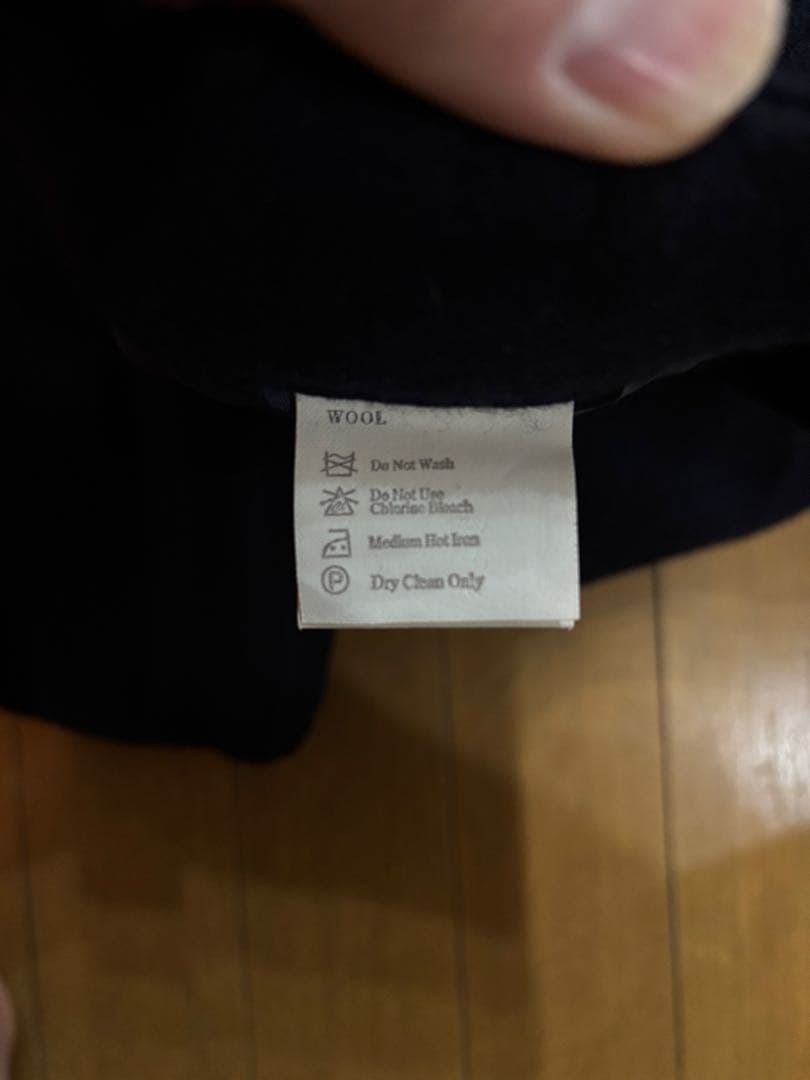 WOOL
Do Not Wash
Do Not Use
Chlorine Bleach
Medium Hot Iron
P Dry Clean Only